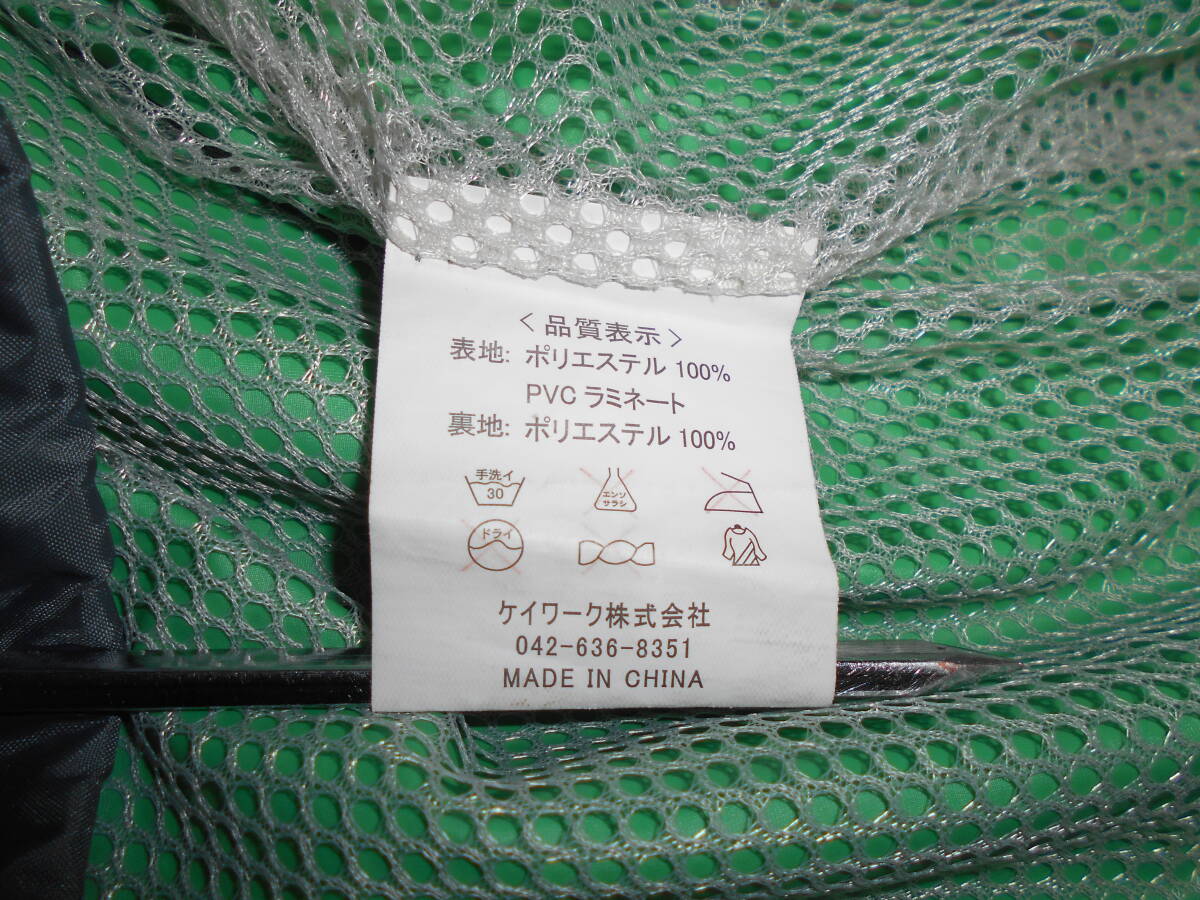 〈品質表示〉
表地: ポリエステル 100%
PVC ラミネート
裏地: ポリエステル 100%
手洗イ
30
エンソ
サラシ
ドライ
ケイワーク株式会社
042-636-8351
MADE IN CHINA